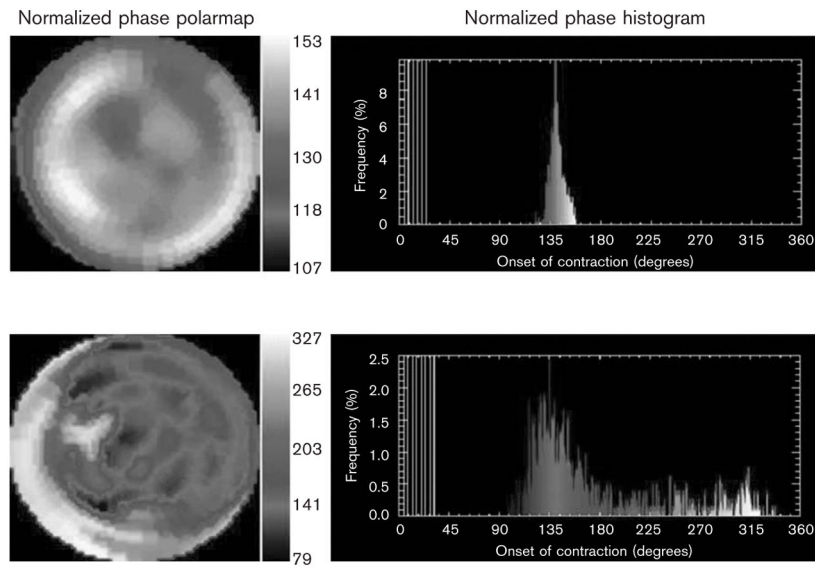 Normalized phase polarmap
Normalized phase histogram
153
141
130
118
107
Frequency (%)
8
6
4
2
0
0 45 90 135 180 225 270 315 360
Onset of contraction (degrees)
327
265
203
141
79
Frequency (%)
2.5
2.0
1.5
1.0
0.5
0.0
0 45 90 135 180 225 270 315 360
Onset of contraction (degrees)